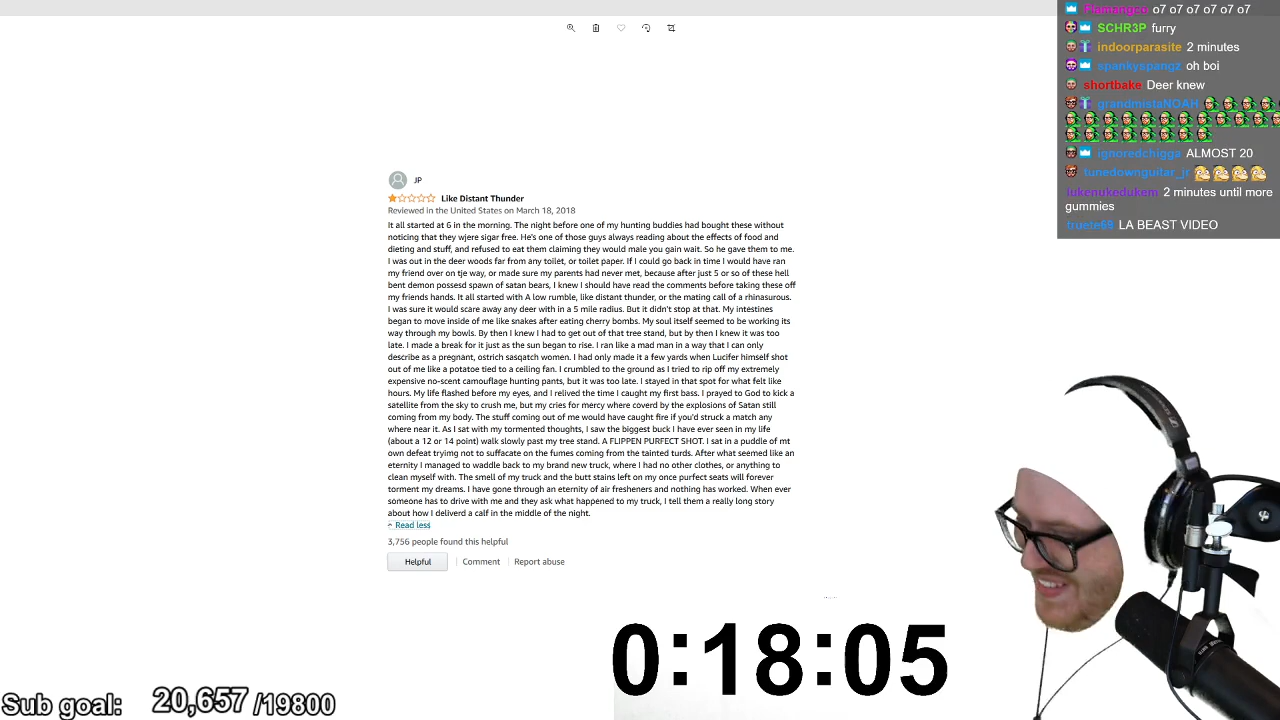 JP
Like Distant Thunder
Reviewed in the United States on March 18, 2018
It all started at 6 in the morning. The night before one of my hunting buddies had bought these without
noticing that they wjere sigar free. He's one of those guys always reading about the effects of food and
dieting and stuff, and refused to eat them claiming they would male you gain wait. So he gave them to me.
I was out in the deer woods far from any toilet, or toilet paper. If I could go back in time I would have ran
my friend over on tje way, or made sure my parents had never met, because after just 5 or so of these hell
bent demon possesd spawn of satan bears, I knew I should have read the comments before taking these off
my friends hands. It all started with A low rumble, like distant thunder, or the mating call of a rhinasurous.
I was sure it would scare away any deer with in a 5 mile radius. But it didn't stop at that. My intestines
began to move inside of me like snakes after eating cherry bombs. My soul itself seemed to be working its
way through my bowls. By then I knew I had to get out of that tree stand, but by then I knew it was too
late. I made a break for it just as the sun began to rise. I ran like a mad man in a way that I can only
describe as a pregnant, ostrich sasqatch women. I had only made it a few yards when Lucifer himself shot
out of me like a potatoe tied to a ceiling fan. I crumbled to the ground as I tried to rip off my extremely
expensive no-scent camouflage hunting pants, but it was too late. I stayed in that spot for what felt like
hours. My life flashed before my eyes, and I relived the time I caught my first bass. I prayed to God to kick a
satellite from the sky to crush me, but my cries for mercy where coverd by the explosions of Satan still
coming from my body. The stuff coming out of me would have caught fire if you'd struck a match any
where near it. As I sat with my tormented thoughts, I saw the biggest buck I have ever seen in my life
(about a 12 or 14 point) walk slowly past my tree stand. A FLIPPEN PURFECT SHOT. I sat in a puddle of mt
own defeat tryimg not to suffacate on the fumes coming from the tainted turds. After what seemed like an
eternity I managed to waddle back to my brand new truck, where I had no other clothes, or anything to
clean myself with. The smell of my truck and the butt stains left on my once purfect seats will forever
torment my dreams. I have gone through an eternity of air fresheners and nothing has worked. When ever
someone has to drive with me and they ask what happened to my truck, I tell them a really long story
about how I deliverd a calf in the middle of the night.
Read less
3,756 people found this helpful
Helpful
Comment
Report abuse
o7 o7 o7 o7 o7 o7
SCHR3P furry
indoorparasite 2 minutes
spankyspangz oh boi
shortbake Deer knew
grandmistaNOAH
ignoredchigga ALMOST 20
tunedownguitar_jr
lukenukedukem 2 minutes until more
gummies
truete69 LA BEAST VIDEO
0:18:05
Sub goal: 20,657 /19800